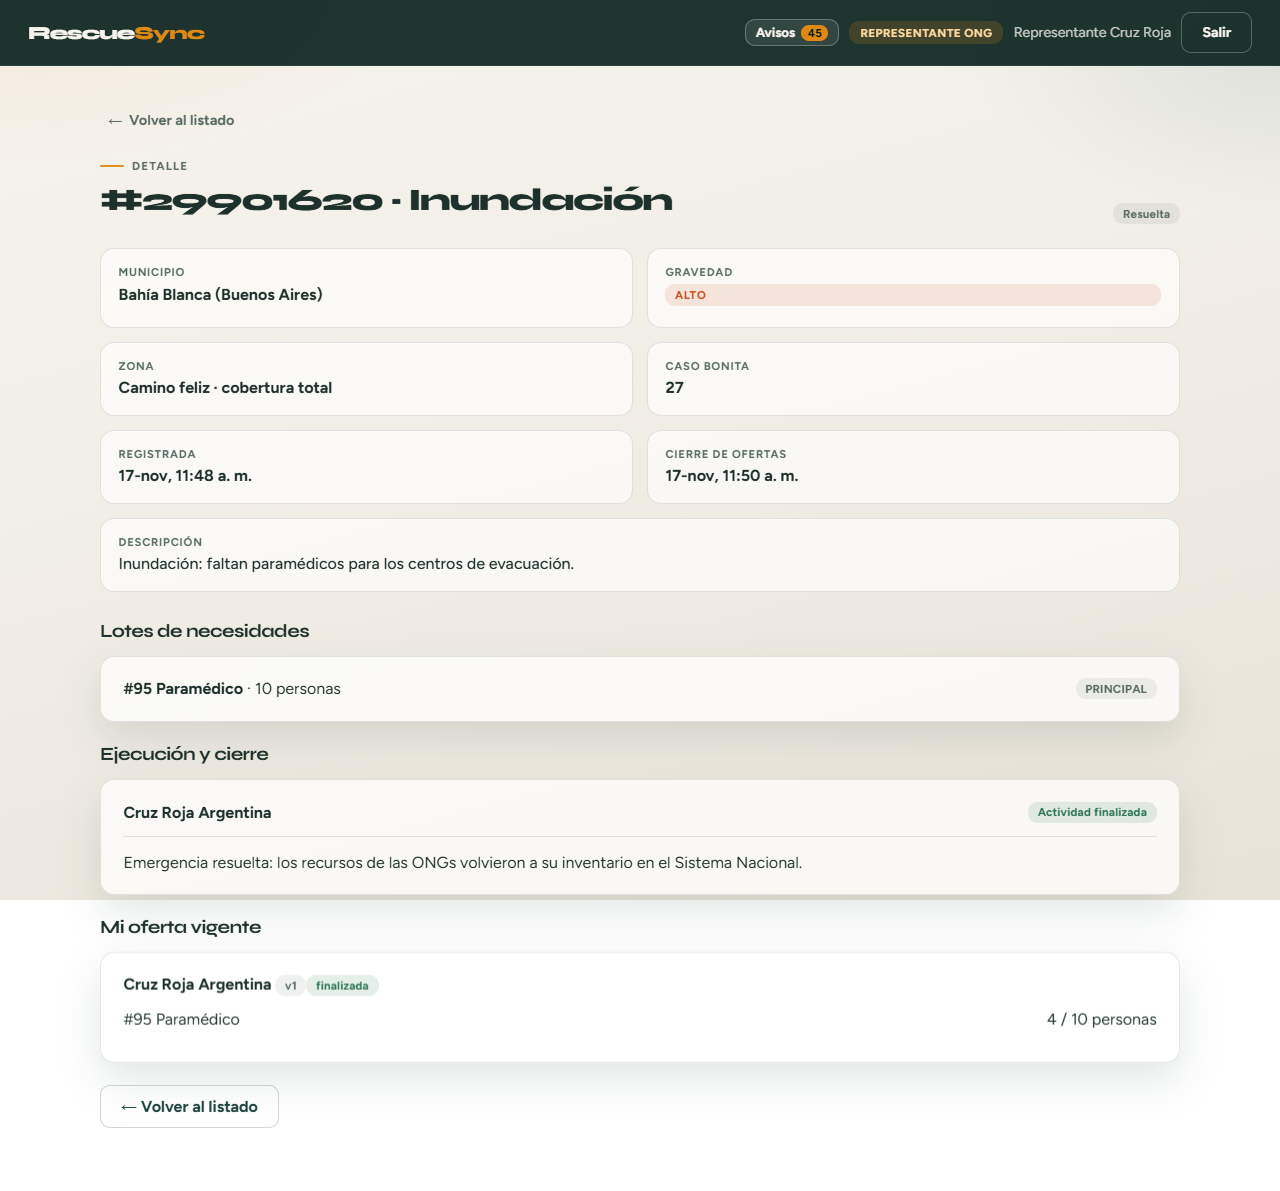 RescueSync
Avisos 45
REPRESENTANTE ONG
Representante Cruz Roja
Salir
← Volver al listado
DETALLE
#29901620 · Inundación
Resuelta
MUNICIPIO
Bahía Blanca (Buenos Aires)
GRAVEDAD
ALTO
ZONA
Camino feliz · cobertura total
CASO BONITA
27
REGISTRADA
17-nov, 11:48 a. m.
CIERRE DE OFERTAS
17-nov, 11:50 a. m.
DESCRIPCIÓN
Inundación: faltan paramédicos para los centros de evacuación.
Lotes de necesidades
#95 Paramédico · 10 personas
PRINCIPAL
Ejecución y cierre
Cruz Roja Argentina
Actividad finalizada
Emergencia resuelta: los recursos de las ONGs volvieron a su inventario en el Sistema Nacional.
Mi oferta vigente
Cruz Roja Argentina v1 finalizada
#95 Paramédico
4 / 10 personas
← Volver al listado